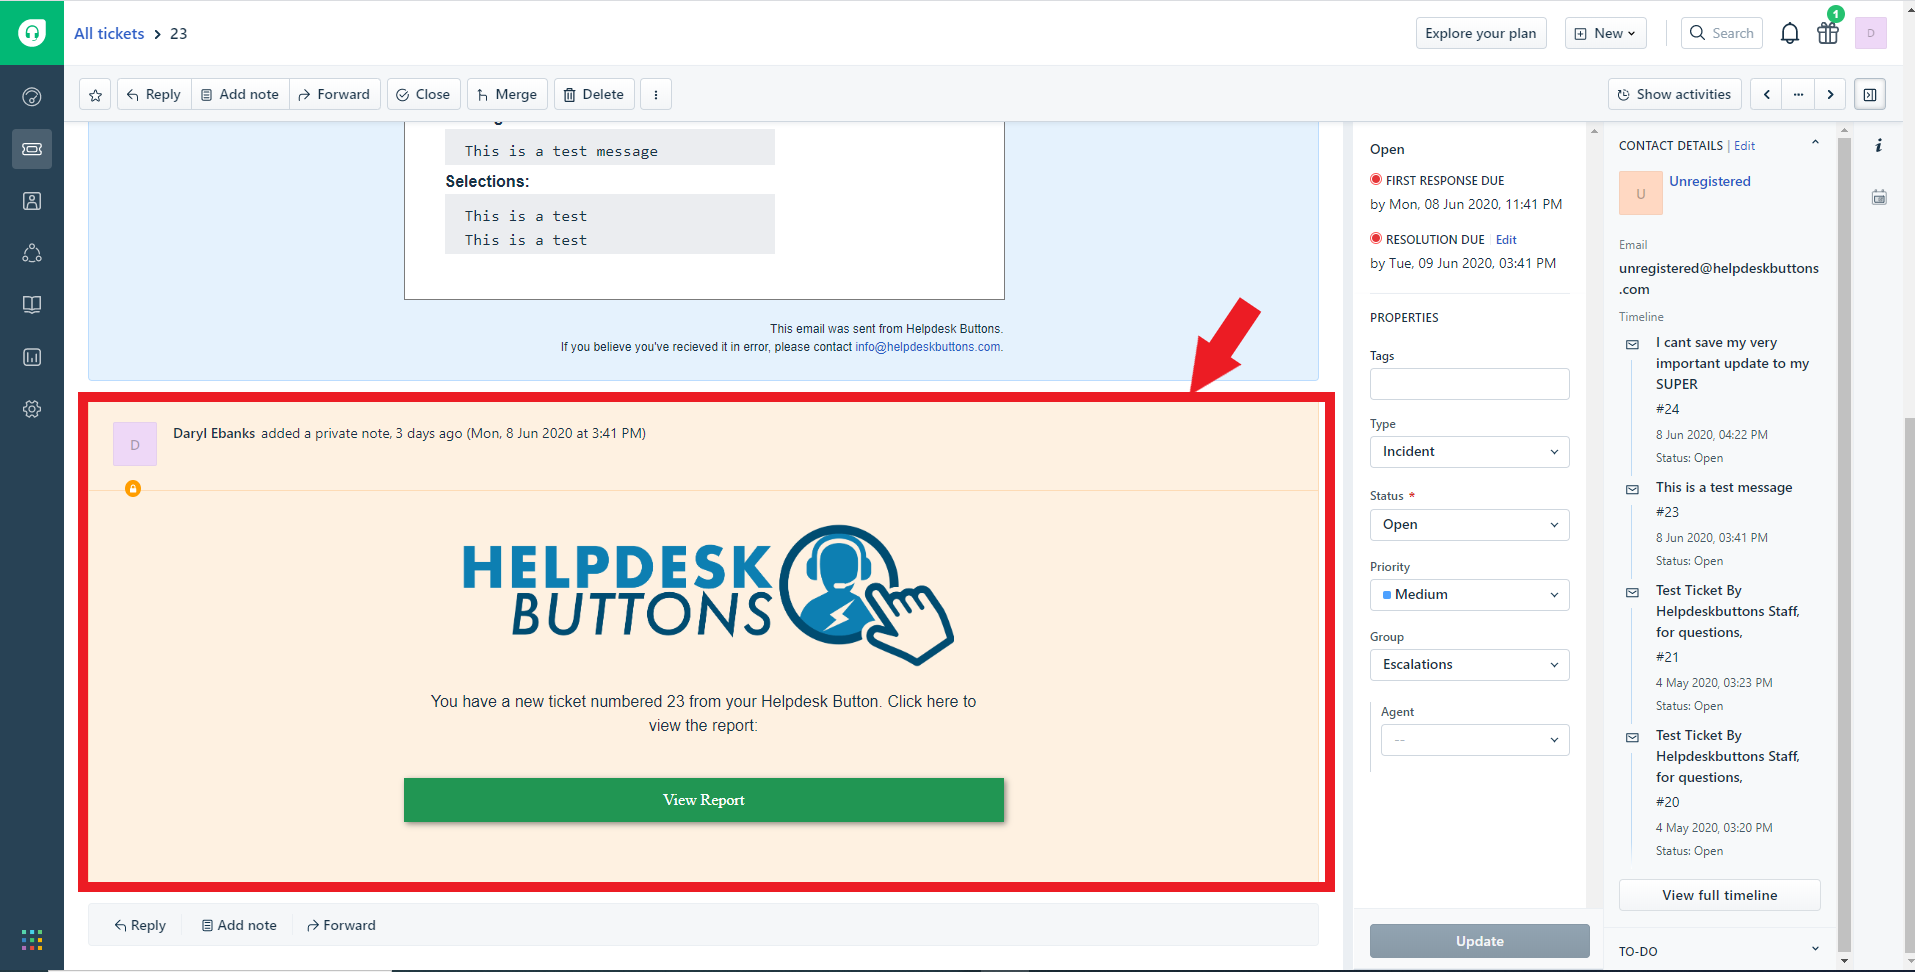 All tickets > 23
Explore your plan
New
Search
1
D
Reply
Add note
Forward
Close
Merge
Delete
Show activities
This is a test message
Selections:
This is a test
This is a test
This email was sent from Helpdesk Buttons.
If you believe you've recieved it in error, please contact info@helpdeskbuttons.com.
D
Daryl Ebanks added a private note, 3 days ago (Mon, 8 Jun 2020 at 3:41 PM)
HELPDESK
BUTTONS
You have a new ticket numbered 23 from your Helpdesk Button. Click here to
view the report:
View Report
Reply
Add note
Forward
Open
FIRST RESPONSE DUE
by Mon, 08 Jun 2020, 11:41 PM
RESOLUTION DUE Edit
by Tue, 09 Jun 2020, 03:41 PM
PROPERTIES
Tags
Type
Incident
Status *
Open
Priority
Medium
Group
Escalations
Agent
--
Update
CONTACT DETAILS | Edit
U
Unregistered
Email
unregistered@helpdeskbuttons
.com
Timeline
I cant save my very
important update to my
SUPER
#24
8 Jun 2020, 04:22 PM
Status: Open
This is a test message
#23
8 Jun 2020, 03:41 PM
Status: Open
Test Ticket By
Helpdeskbuttons Staff,
for questions,
#21
4 May 2020, 03:23 PM
Status: Open
Test Ticket By
Helpdeskbuttons Staff,
for questions,
#20
4 May 2020, 03:20 PM
Status: Open
View full timeline
TO-DO
i